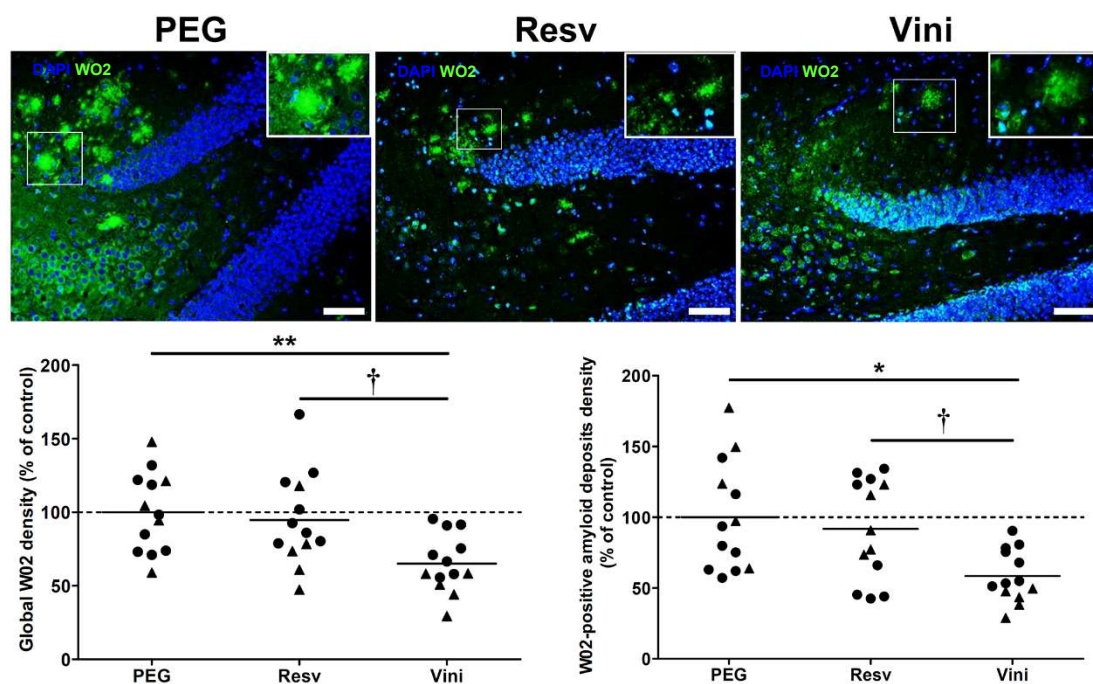 PEG Resv Vini
DAPI WO2 DAPI WO2 DAPI WO2
**
†
Global W02 density (% of control)
200
150
100
50
0
PEG Resv Vini
*
†
W02-positive amyloid deposits density
(% of control)
200
150
100
50
0
PEG Resv Vini